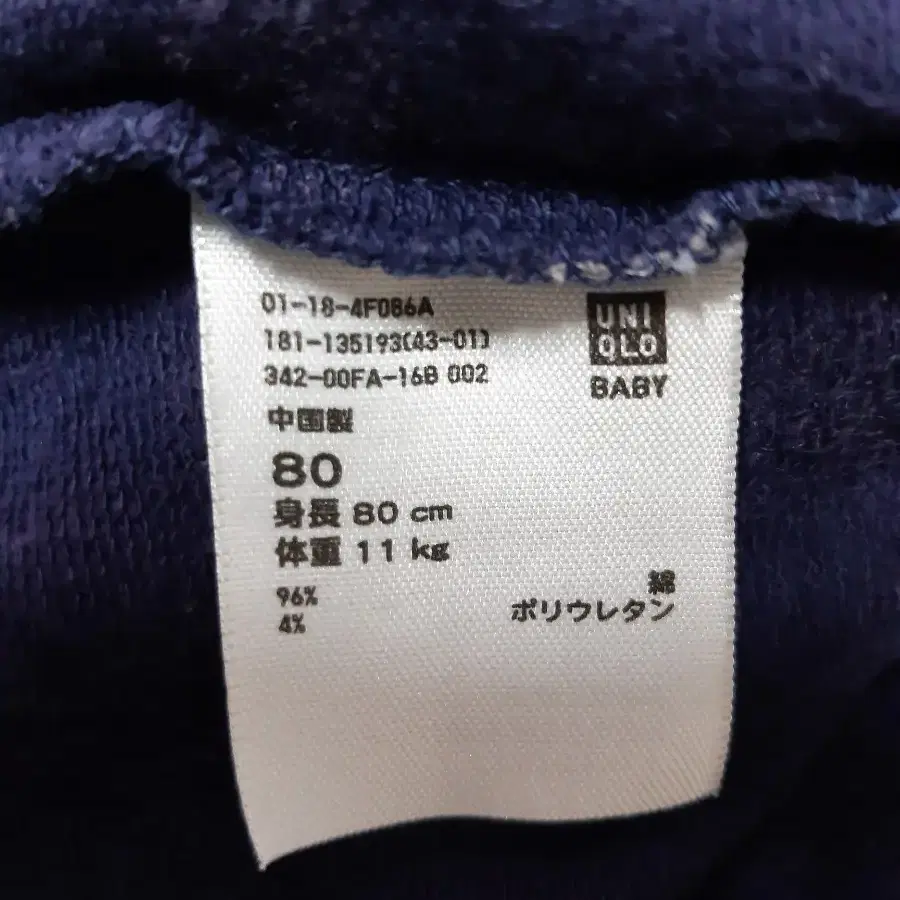 01-18-4F086A
181-135193(43-01)
342-00FA-16B 002
UNI
QLO
BABY
中国製
80
身長 80 cm
体重 11 kg
96% 綿
4% ポリウレタン